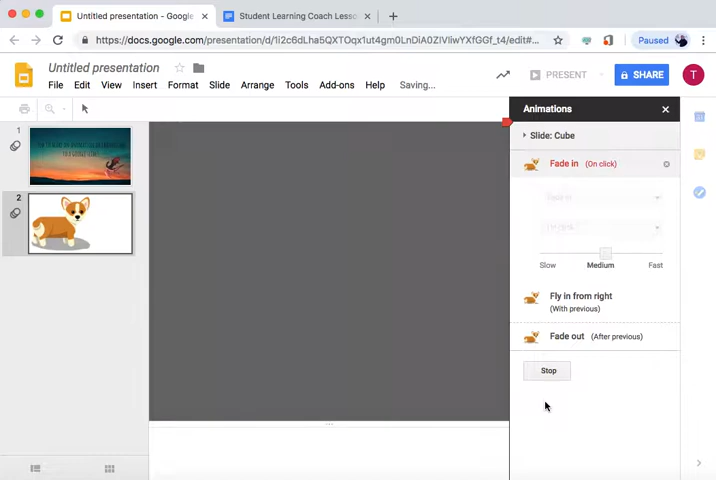 Untitled presentation - Google
Student Learning Coach Lesso
https://docs.google.com/presentation/d/1i2c6dLha5QXTOqx1ut4gm0LnDiA0ZIVliwYXfGGf_t4/edit#...
Paused
Untitled presentation
File Edit View Insert Format Slide Arrange Tools Add-ons Help Saving...
PRESENT
SHARE
T
Animations
1
Slide: Cube
Fade in (On click)
2
Slow Medium Fast
Fly in from right
(With previous)
Fade out (After previous)
Stop